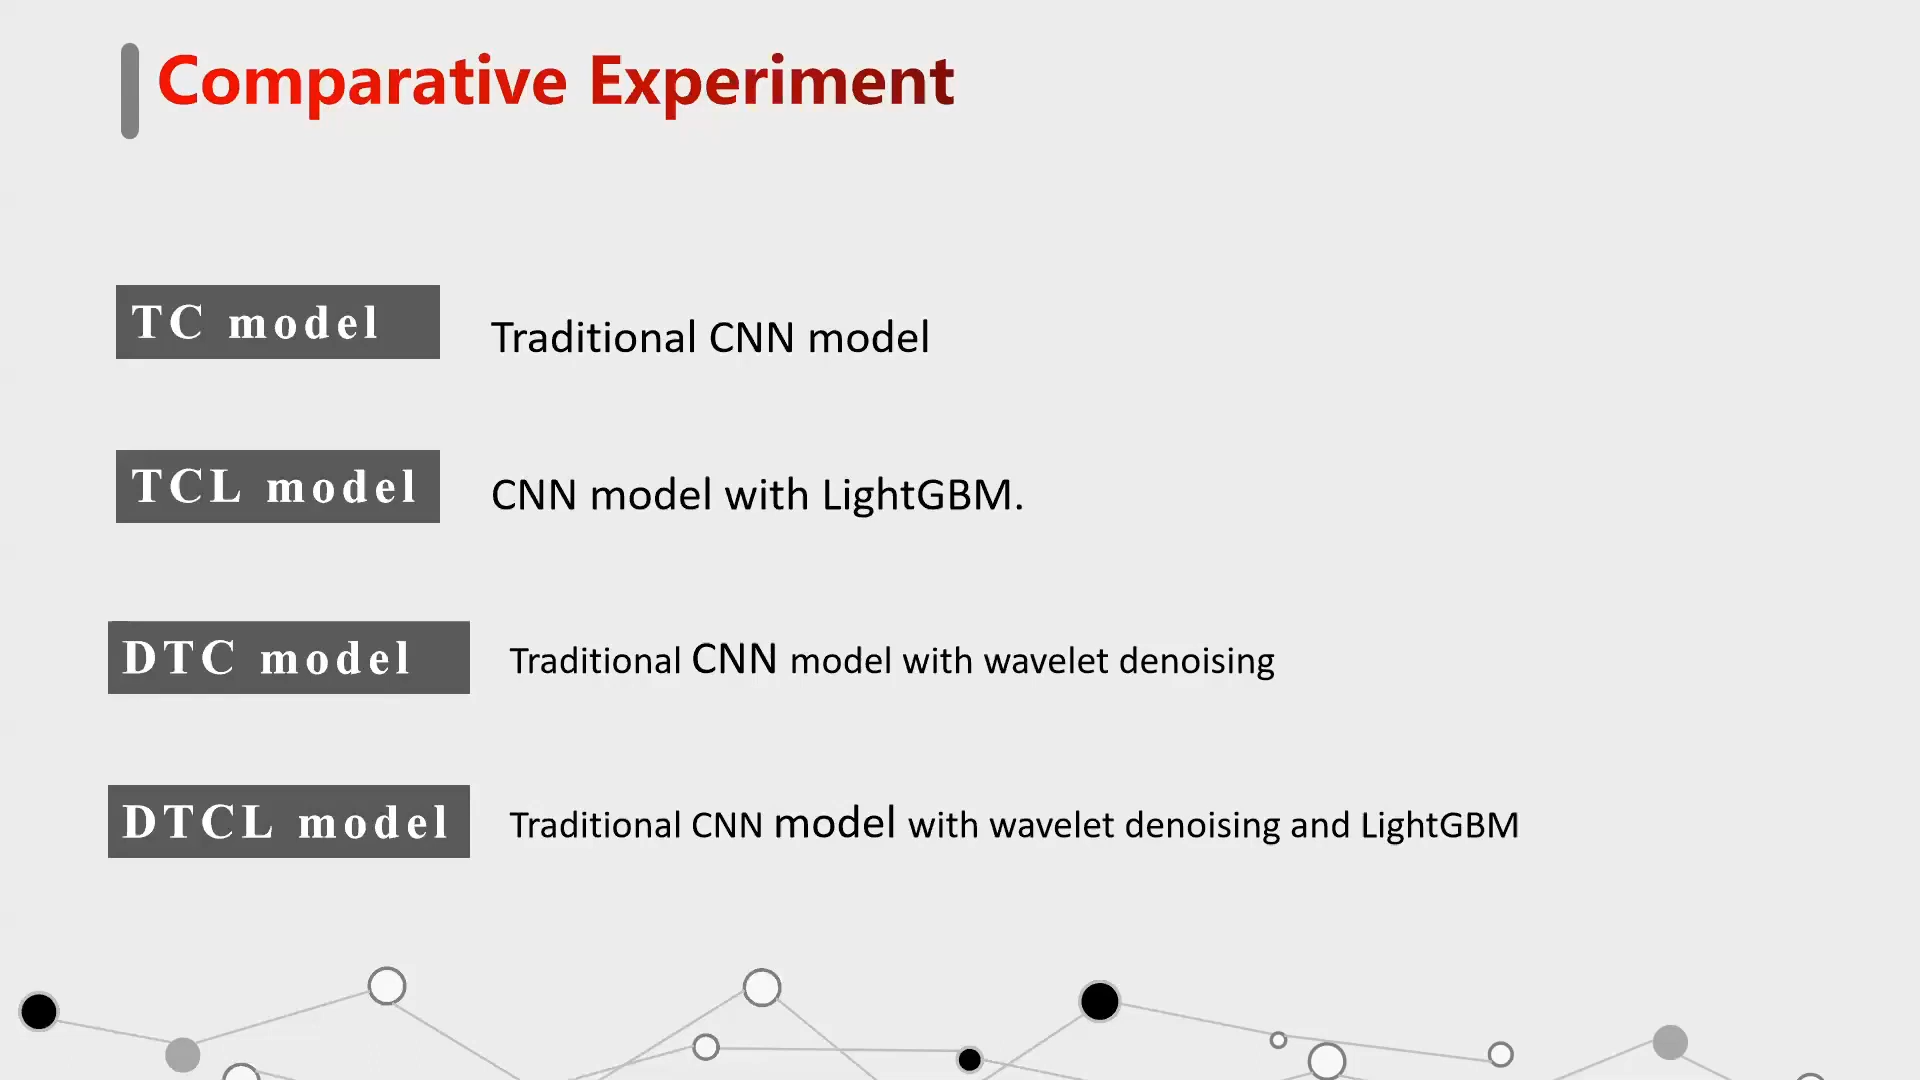 Comparative Experiment
TC model
Traditional CNN model
TCL model
CNN model with LightGBM.
DTC model
Traditional CNN model with wavelet denoising
DTCL model
Traditional CNN model with wavelet denoising and LightGBM